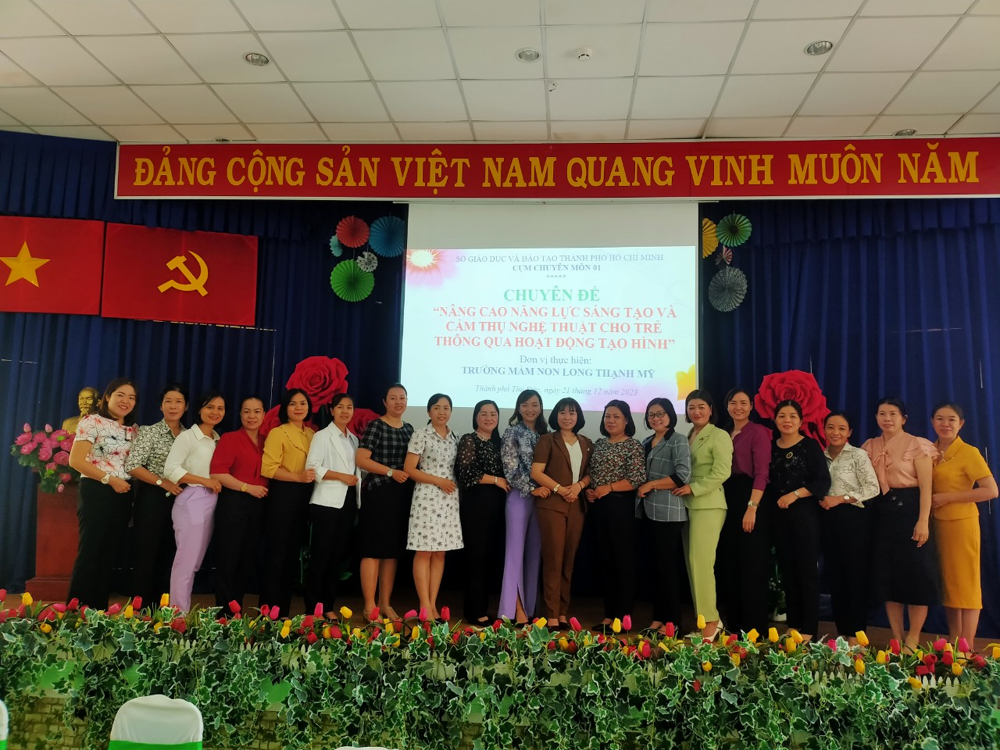 ĐẢNG CỘNG SẢN VIỆT NAM QUANG VINH MUÔN NĂM
SỞ GIÁO DỤC VÀ ĐÀO TẠO THÀNH PHỐ HỒ CHÍ MINH
CỤM CHUYÊN MÔN 01
*****
CHUYÊN ĐỀ
“NÂNG CAO NĂNG LỰC SÁNG TẠO VÀ
CẢM THỤ NGHỆ THUẬT CHO TRẺ
THÔNG QUA HOẠT ĐỘNG TẠO HÌNH”
Đơn vị thực hiện:
TRƯỜNG MẦM NON LONG THẠNH MỸ
Thành phố Thủ Đức, ngày 21 tháng 12 năm 2023